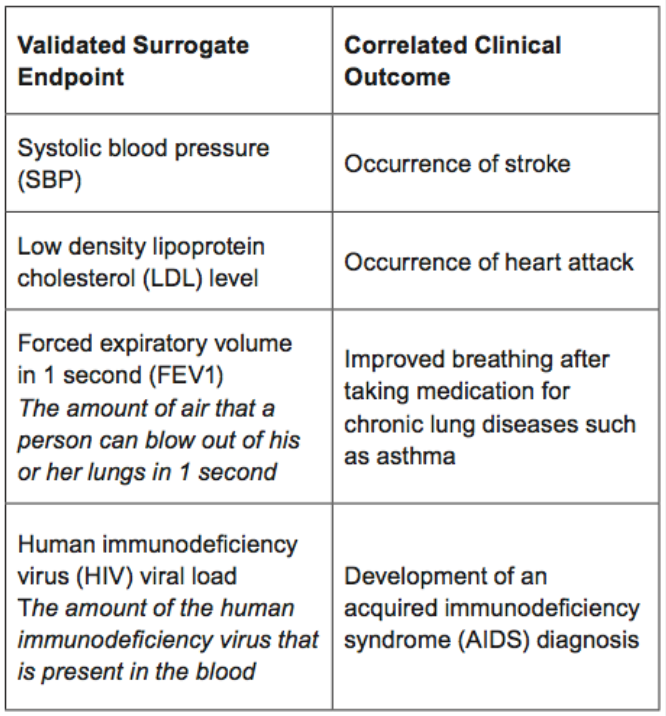 Validated Surrogate
Endpoint
Correlated Clinical
Outcome
Systolic blood pressure
(SBP)
Occurrence of stroke
Low density lipoprotein
cholesterol (LDL) level
Occurrence of heart attack
Forced expiratory volume
in 1 second (FEV1)
The amount of air that a
person can blow out of his
or her lungs in 1 second
Improved breathing after
taking medication for
chronic lung diseases such
as asthma
Human immunodeficiency
virus (HIV) viral load
The amount of the human
immunodeficiency virus that
is present in the blood
Development of an
acquired immunodeficiency
syndrome (AIDS) diagnosis